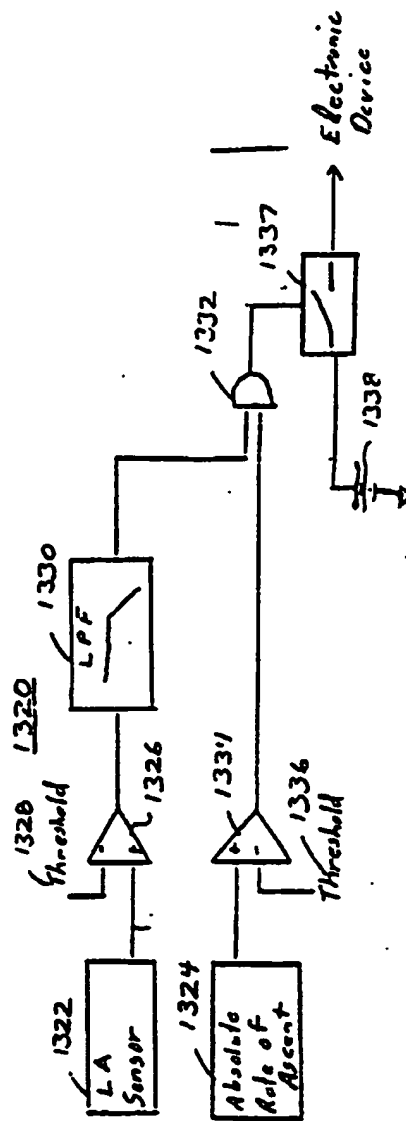 1320
1322
LA
Sensor
1328
Threshold
- +
1326
1330
LPF
1324
Absolute
Rate of
Ascent
+ -
1334
1336
Threshold
1332
1337
1338
Electronic
Device